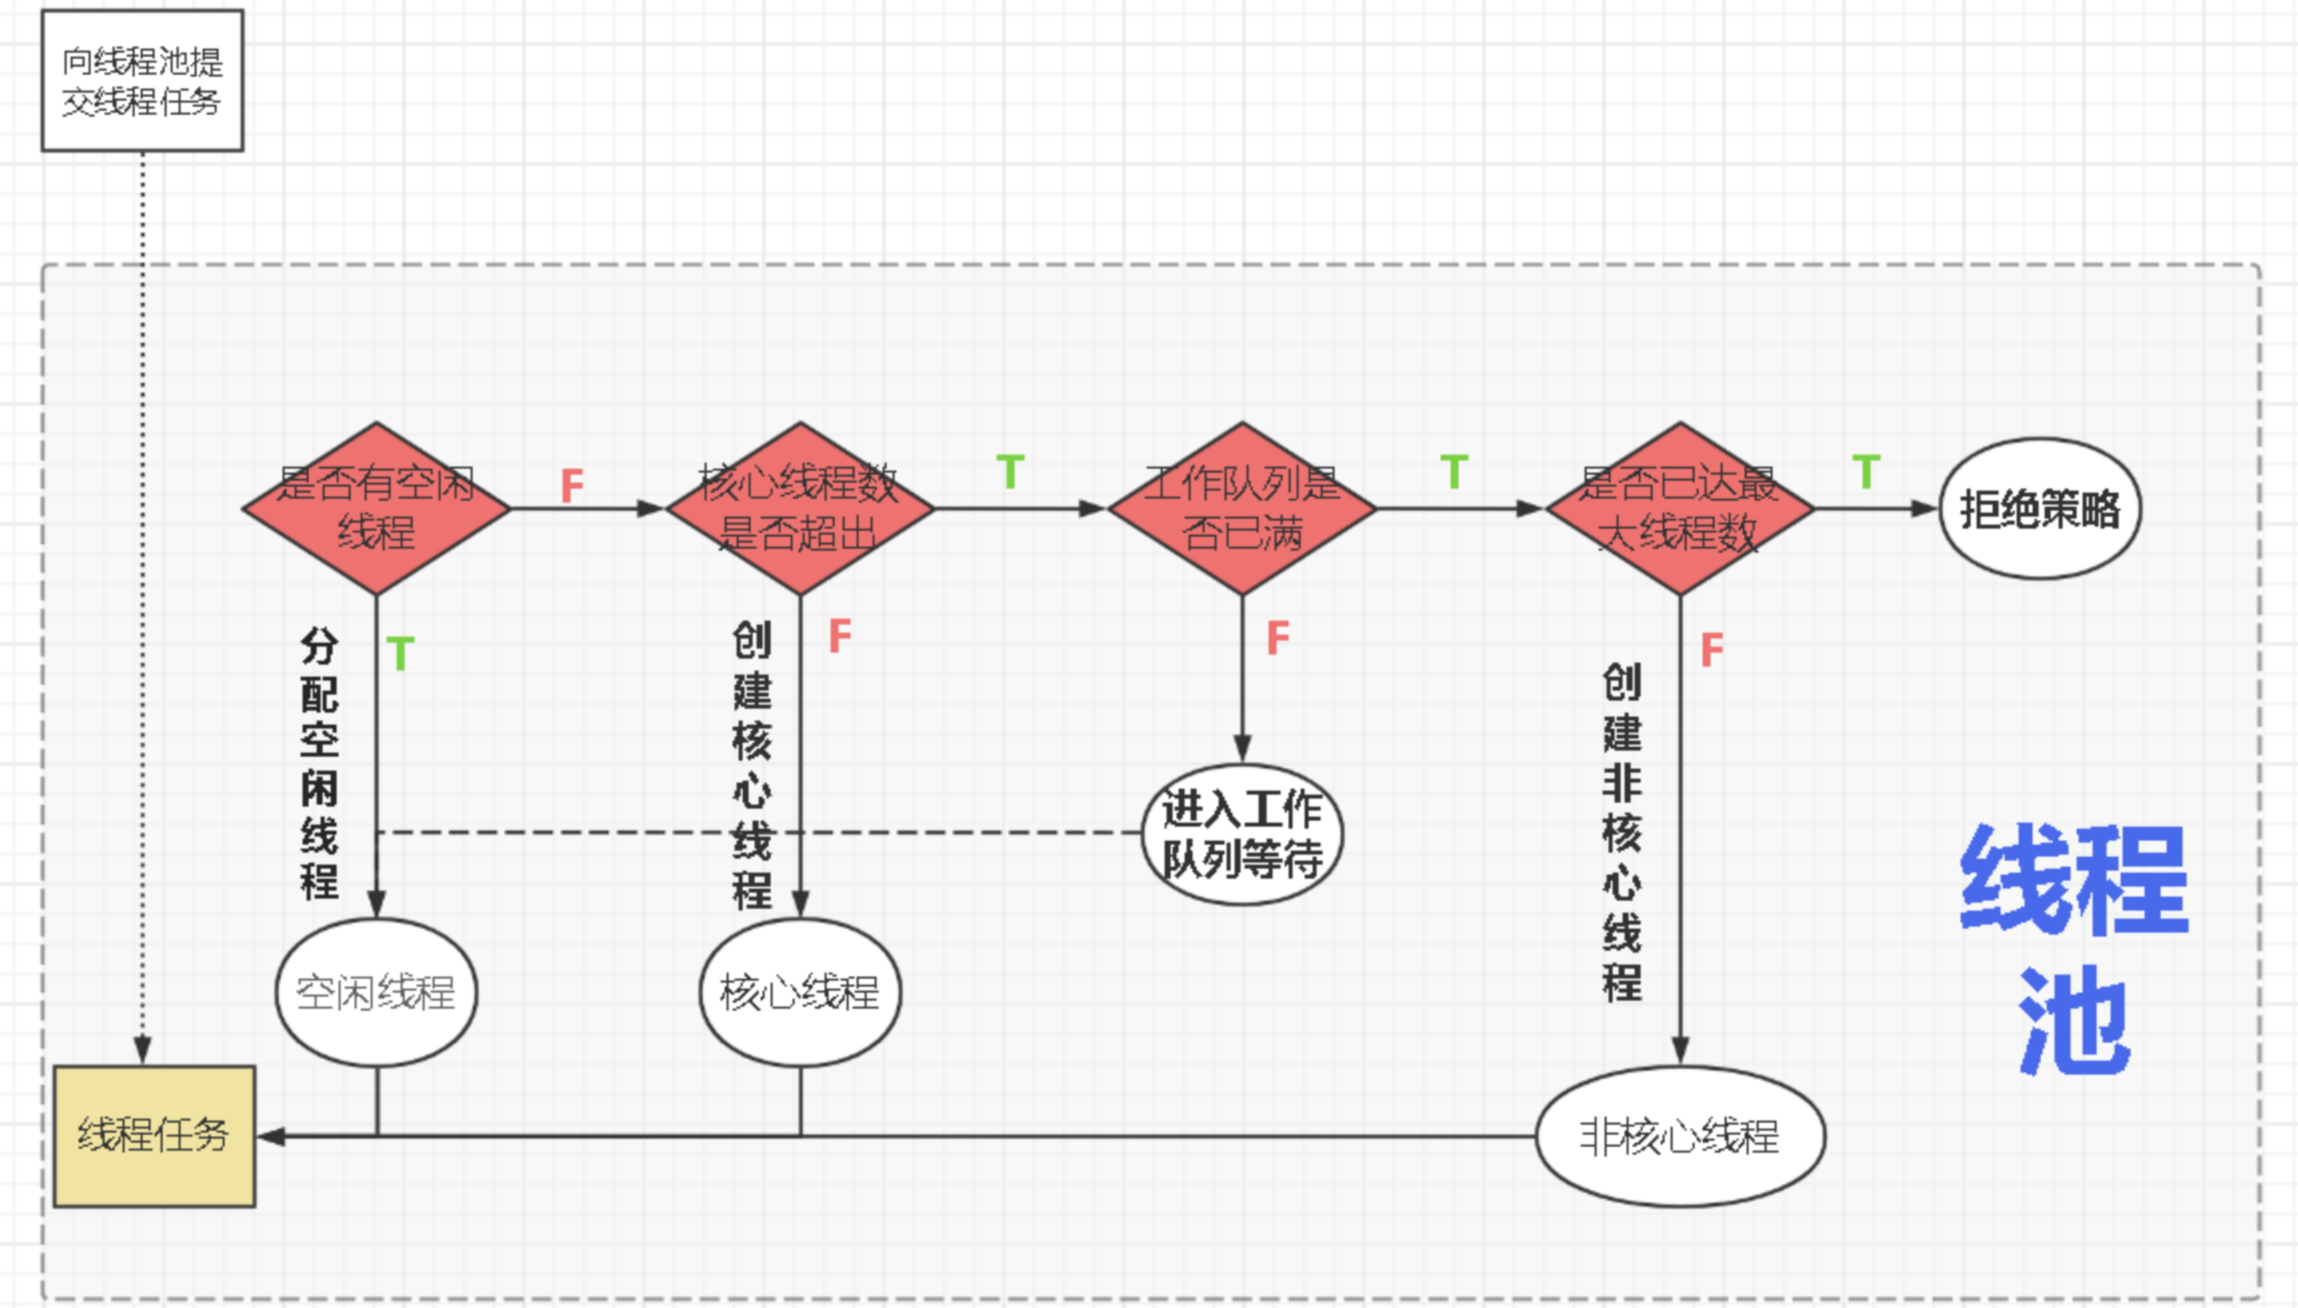 向线程池提
交线程任务
是否有空闲
线程
F
核心线程数
是否超出
T
工作队列是
否已满
T
是否已达最
大线程数
T
拒绝策略
分配空闲线程
T
创建核心线程
F
F
创建非核心线程
F
进入工作
队列等待
线程
池
空闲线程
核心线程
线程任务
非核心线程